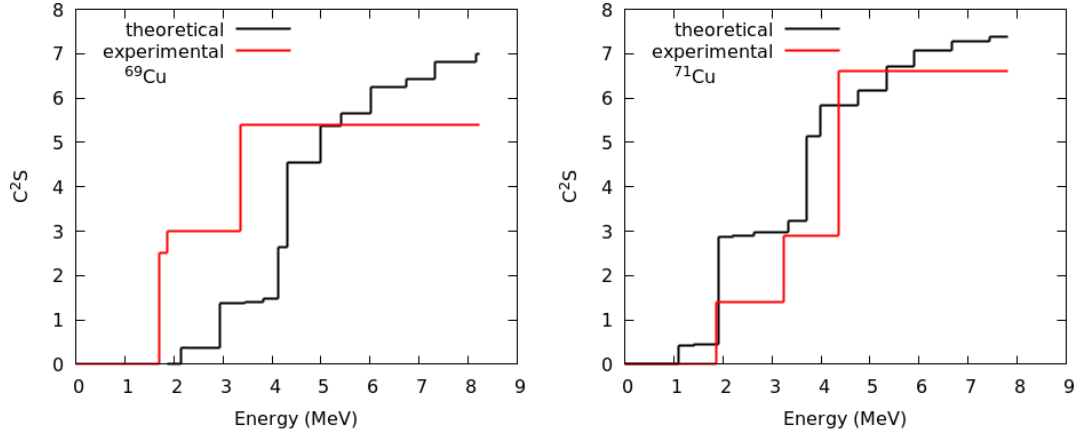 theoretical
experimental
⁶⁹Cu
C²S
8
7
6
5
4
3
2
1
0
0 1 2 3 4 5 6 7 8 9
Energy (MeV)
theoretical
experimental
⁷¹Cu
C²S
8
7
6
5
4
3
2
1
0
0 1 2 3 4 5 6 7 8 9
Energy (MeV)